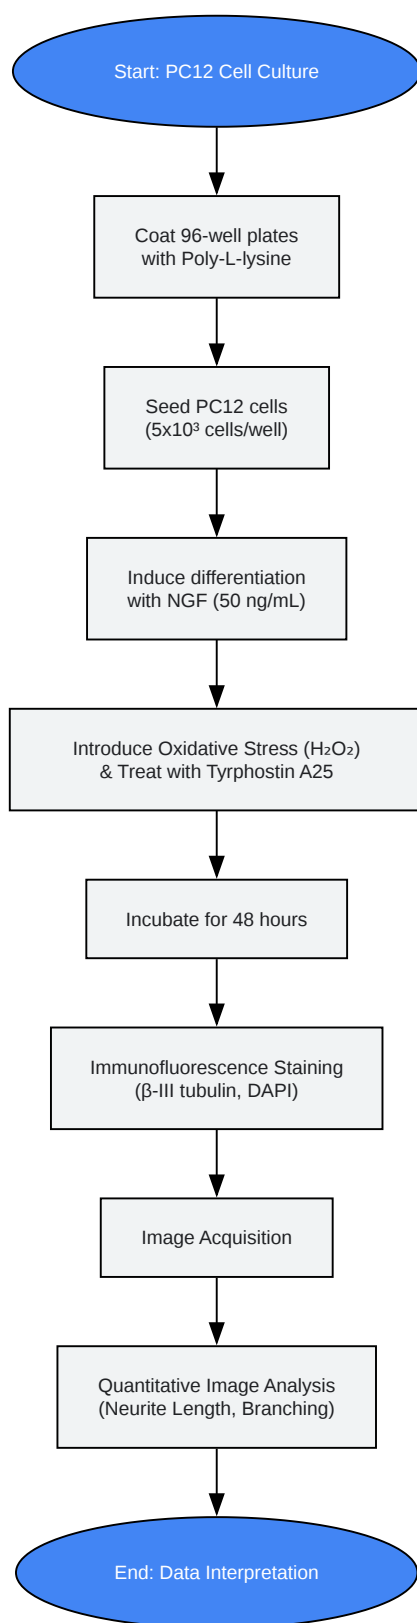 Start: PC12 Cell Culture
Coat 96-well plates
with Poly-L-lysine
Seed PC12 cells
(5x10³ cells/well)
Induce differentiation
with NGF (50 ng/mL)
Introduce Oxidative Stress (H₂O₂)
& Treat with Tyrphostin A25
Incubate for 48 hours
Immunofluorescence Staining
(β-III tubulin, DAPI)
Image Acquisition
Quantitative Image Analysis
(Neurite Length, Branching)
End: Data Interpretation